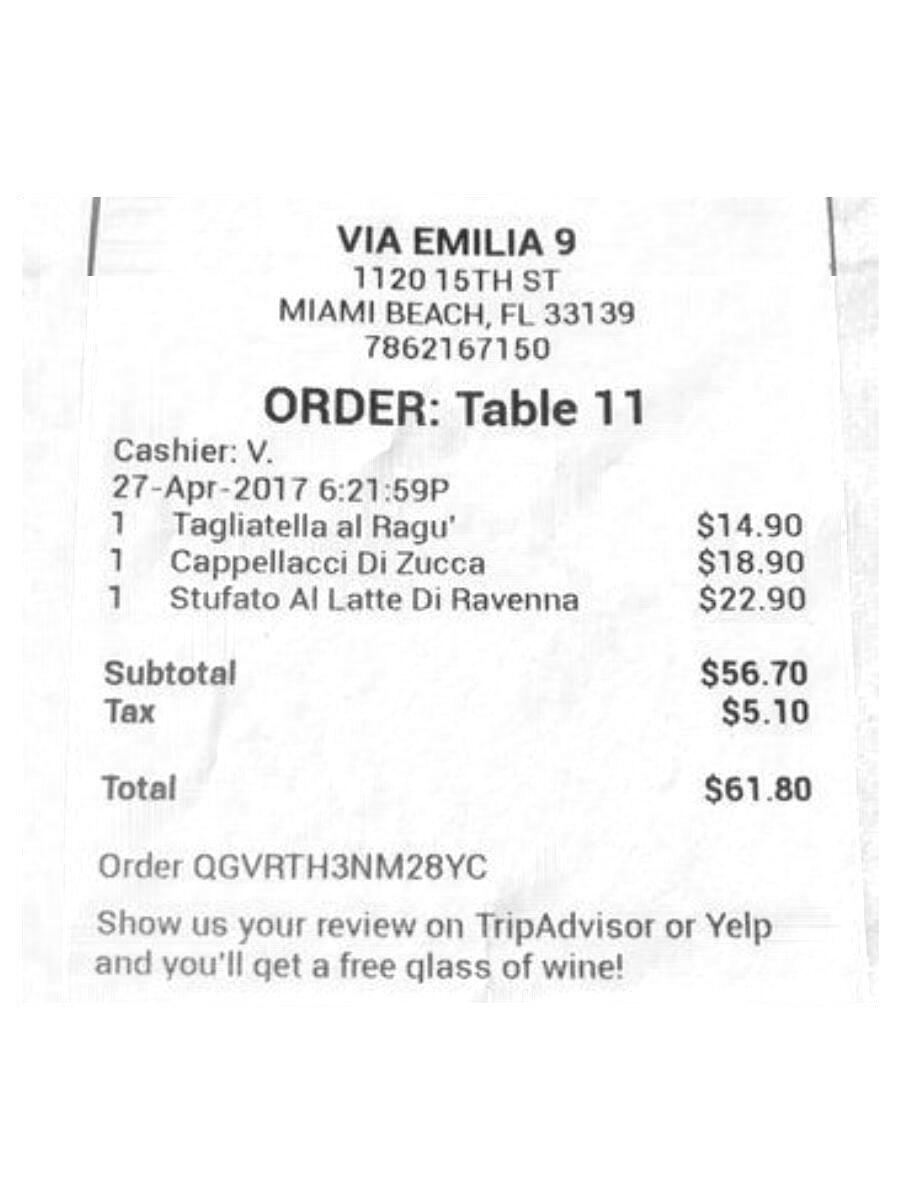 VIA EMILIA 9
1120 15TH ST
MIAMI BEACH, FL 33139
7862167150
ORDER: Table 11
Cashier: V.
27-Apr-2017 6:21:59P
1 Tagliatella al Ragu' $14.90
1 Cappellacci Di Zucca $18.90
1 Stufato Al Latte Di Ravenna $22.90
Subtotal $56.70
Tax $5.10
Total $61.80
Order QGVRTH3NM28YC
Show us your review on TripAdvisor or Yelp
and you'll get a free glass of wine!